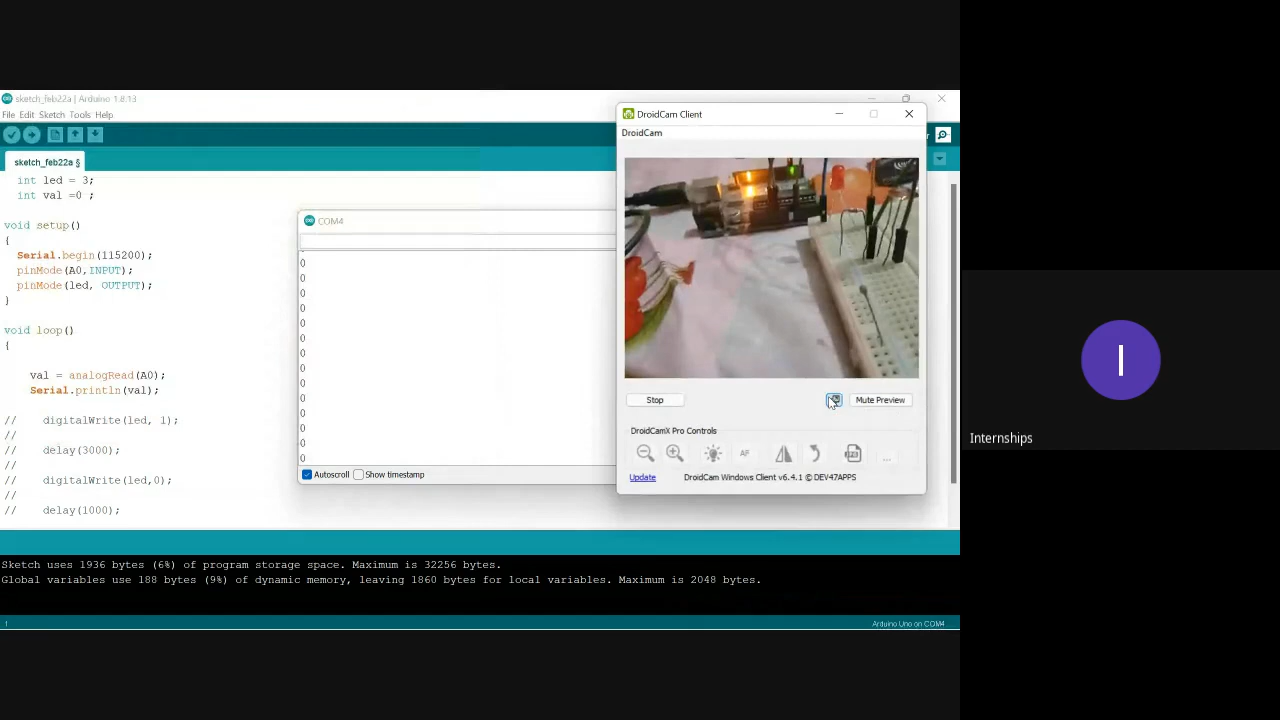 sketch_feb22a | Arduino 1.8.13
File Edit Sketch Tools Help
sketch_feb22a §
int led = 3;
int val =0 ;
void setup()
{
Serial.begin(115200);
pinMode(A0,INPUT);
pinMode(led, OUTPUT);
}
void loop()
{
val = analogRead(A0);
Serial.println(val);
// digitalWrite(led, 1);
//
// delay(3000);
//
// digitalWrite(led,0);
//
// delay(1000);
COM4
0
0
0
0
0
0
0
0
0
0
0
0
0
0
Autoscroll
Show timestamp
DroidCam Client
DroidCam
Stop
Mute Preview
DroidCamX Pro Controls
AF
...
Update
DroidCam Windows Client v6.4.1 © DEV47APPS
Sketch uses 1936 bytes (6%) of program storage space. Maximum is 32256 bytes.
Global variables use 188 bytes (9%) of dynamic memory, leaving 1860 bytes for local variables. Maximum is 2048 bytes.
1
Arduino Uno on COM4
I
Internships